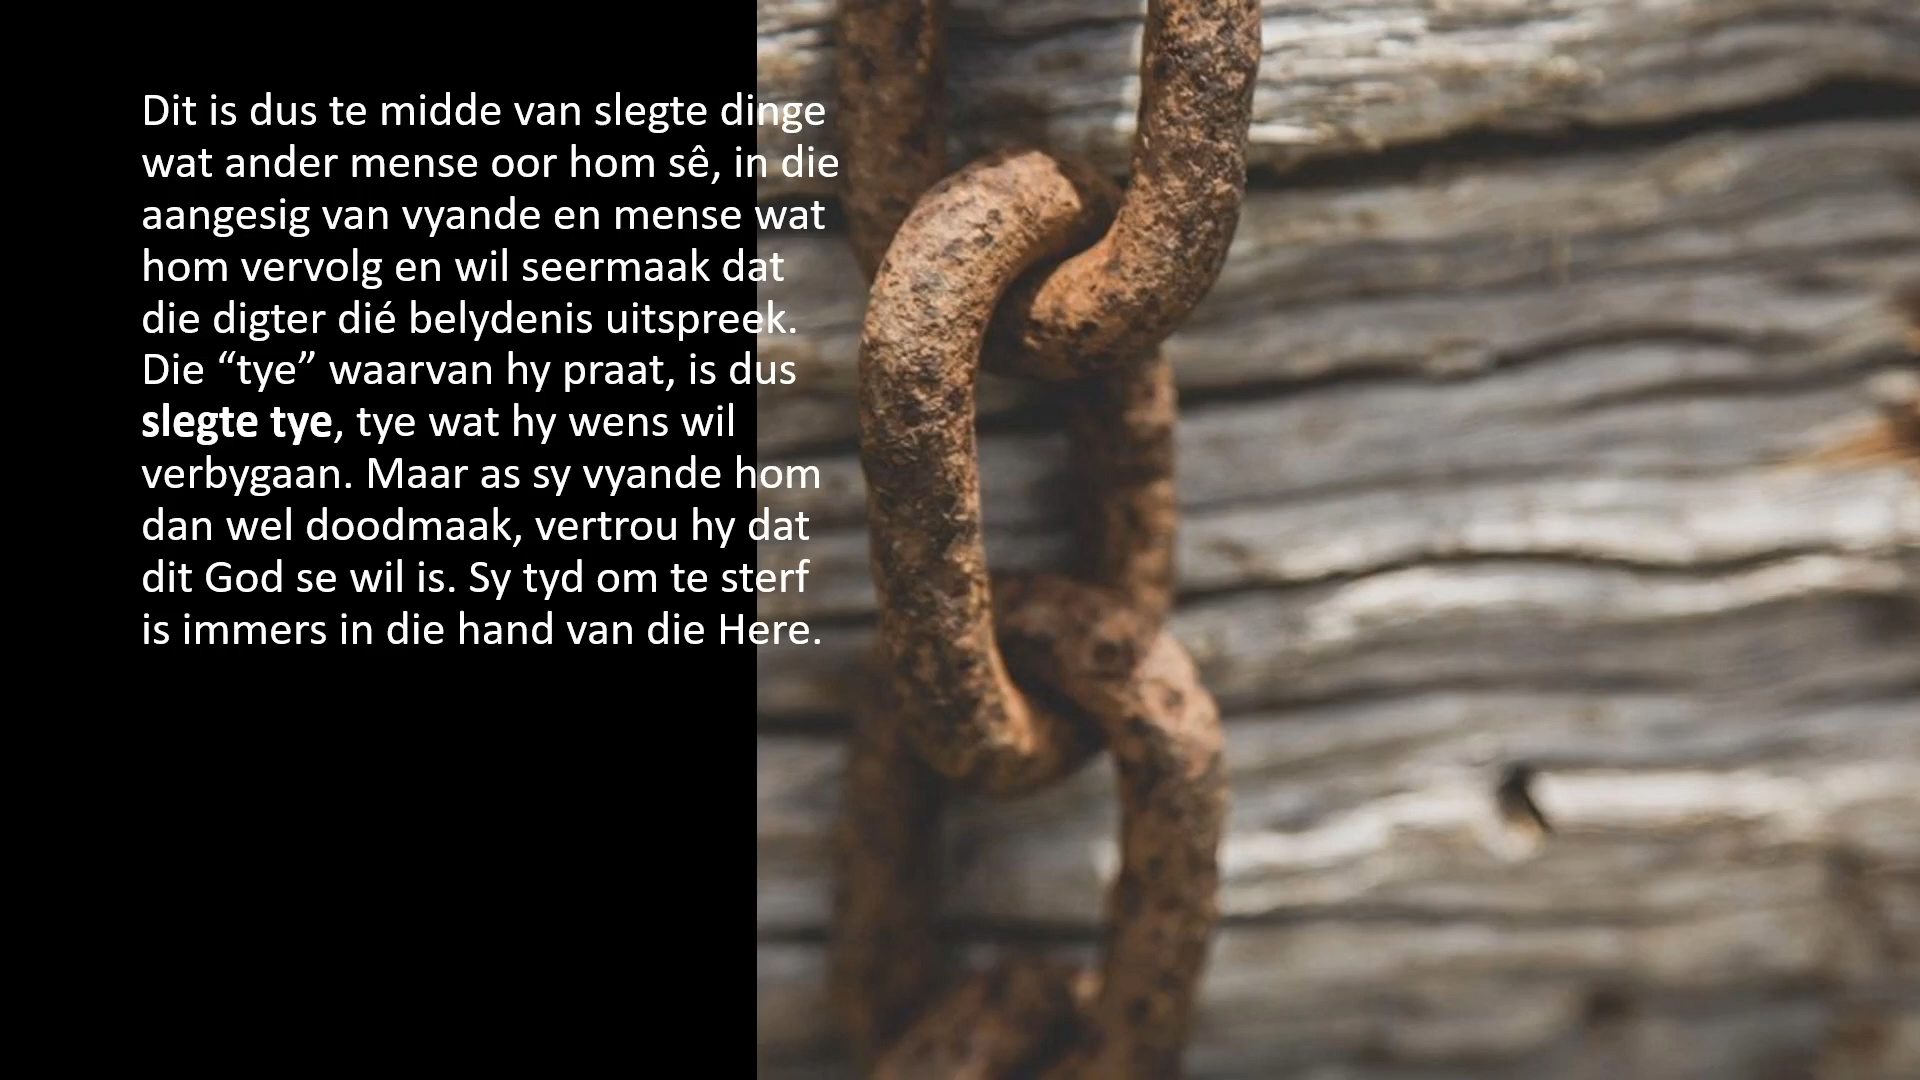 Dit is dus te midde van slegte dinge
wat ander mense oor hom sê, in die
aangesig van vyande en mense wat
hom vervolg en wil seermaak dat
die digter dié belydenis uitspreek.
Die “tye” waarvan hy praat, is dus
slegte tye, tye wat hy wens wil
verbygaan. Maar as sy vyande hom
dan wel doodmaak, vertrou hy dat
dit God se wil is. Sy tyd om te sterf
is immers in die hand van die Here.